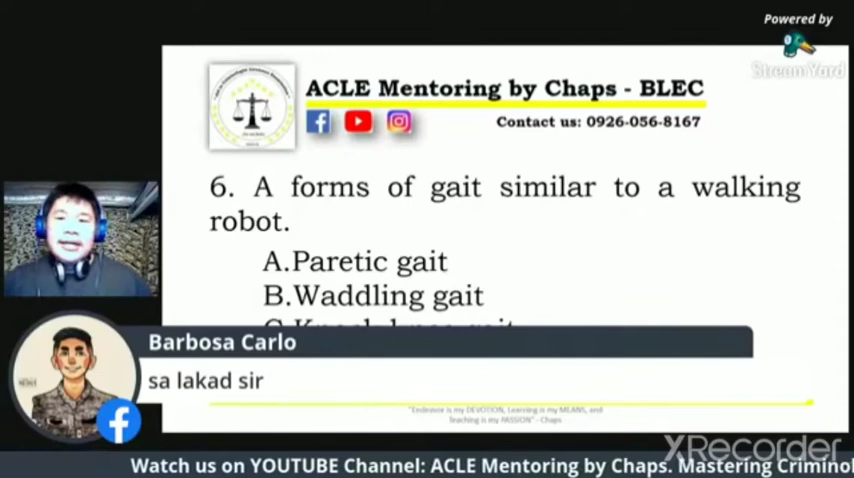 Powered by
StreamYard
ACLE Mentoring by Chaps - BLEC
Contact us: 0926-056-8167
6. A forms of gait similar to a walking
robot.
A.Paretic gait
B.Waddling gait
Barbosa Carlo
sa lakad sir
"Endeavor is my DEVOTION, Learning is my MEANS, and
Teaching is my PASSION" - Chaps
XRecorder
Watch us on YOUTUBE Channel: ACLE Mentoring by Chaps. Mastering Criminol